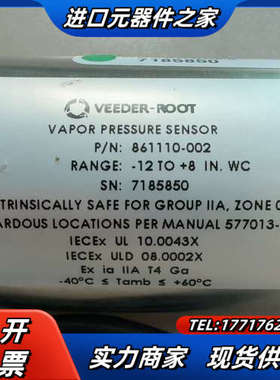 进口元器件之家
7185850
VEEDER-ROOT
VAPOR PRESSURE SENSOR
P/N: 861110-002
RANGE: -12 TO +8 IN. WC
SN: 7185850
TRINSICALLY SAFE FOR GROUP IIA, ZONE 0
ARDOUS LOCATIONS PER MANUAL 577013-
IECEx UL 10.0043X
IECEx ULD 08.0002X
Ex ia IIA T4 Ga
-40°C ≤ Tamb ≤ +60°C
开
票
TEL:1771762
实力商家 现货供